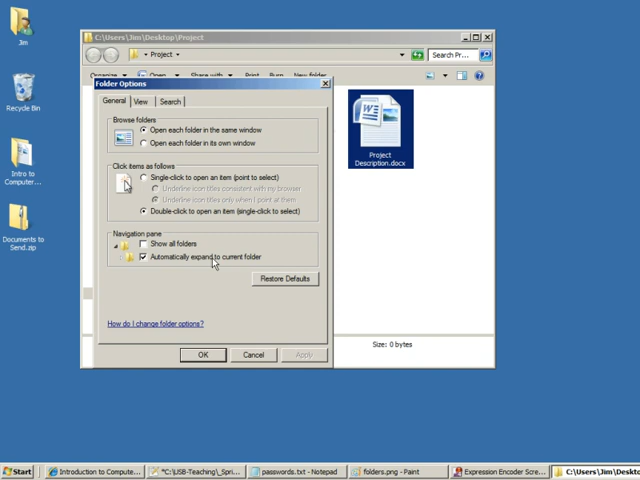 Jim
Recycle Bin
Intro to
Computer...
Documents to
Send.zip
C:\Users\Jim\Desktop\Project
Project
Search Pr...
Organize
Open
Share with
Print
Burn
New folder
Folder Options
General
View
Search
Browse folders
Open each folder in the same window
Open each folder in its own window
Click items as follows
Single-click to open an item (point to select)
Underline icon titles consistent with my browser
Underline icon titles only when I point at them
Double-click to open an item (single-click to select)
Navigation pane
Show all folders
Automatically expand to current folder
Restore Defaults
How do I change folder options?
OK
Cancel
Apply
Project
Description.docx
Size: 0 bytes
Start
Introduction to Compute...
*C:\USB-Teaching\_Spri...
passwords.txt - Notepad
folders.png - Paint
Expression Encoder Scre...
C:\Users\Jim\Deskto